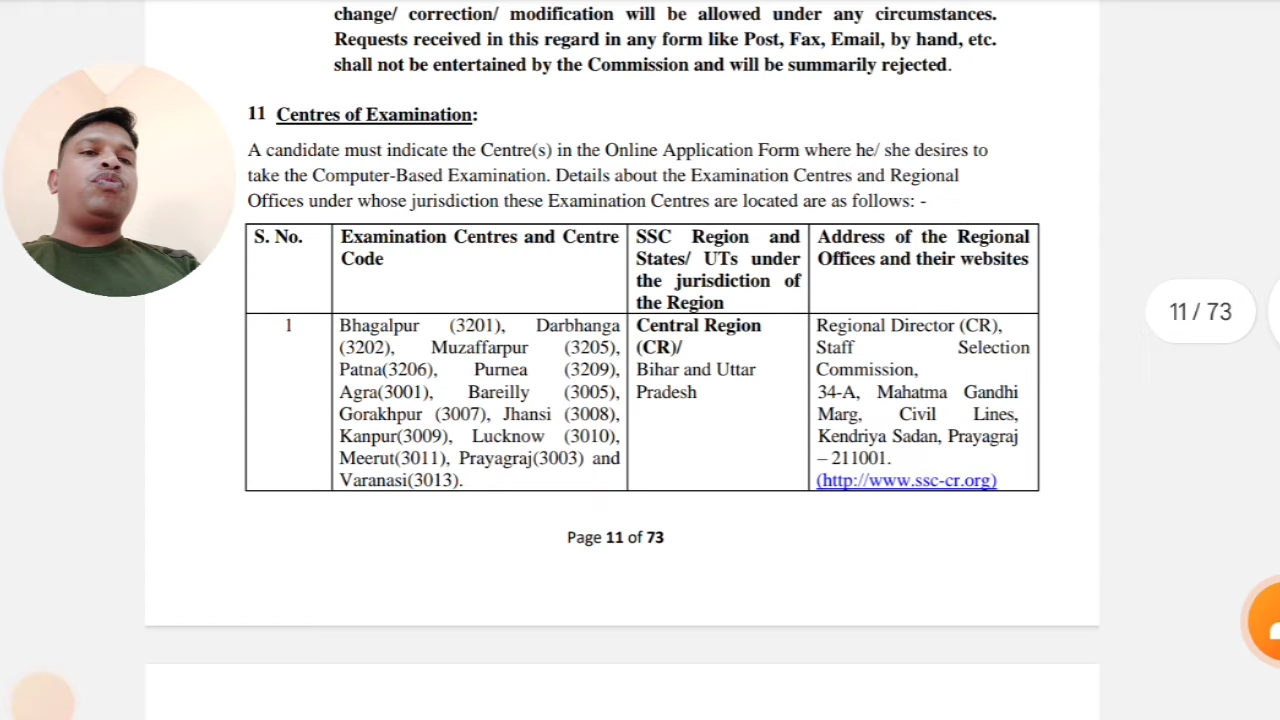 change/ correction/ modification will be allowed under any circumstances.
Requests received in this regard in any form like Post, Fax, Email, by hand, etc.
shall not be entertained by the Commission and will be summarily rejected.
11 Centres of Examination:
A candidate must indicate the Centre(s) in the Online Application Form where he/ she desires to
take the Computer-Based Examination. Details about the Examination Centres and Regional
Offices under whose jurisdiction these Examination Centres are located are as follows: -
S. No.
Examination Centres and Centre
Code
SSC Region and
States/ UTs under
the jurisdiction of
the Region
Address of the Regional
Offices and their websites
1
Bhagalpur (3201), Darbhanga
(3202), Muzaffarpur (3205),
Patna(3206), Purnea (3209),
Agra(3001), Bareilly (3005),
Gorakhpur (3007), Jhansi (3008),
Kanpur(3009), Lucknow (3010),
Meerut(3011), Prayagraj(3003) and
Varanasi(3013).
Central Region
(CR)/
Bihar and Uttar
Pradesh
Regional Director (CR),
Staff Selection
Commission,
34-A, Mahatma Gandhi
Marg, Civil Lines,
Kendriya Sadan, Prayagraj
– 211001.
(http://www.ssc-cr.org)
Page 11 of 73
11 / 73